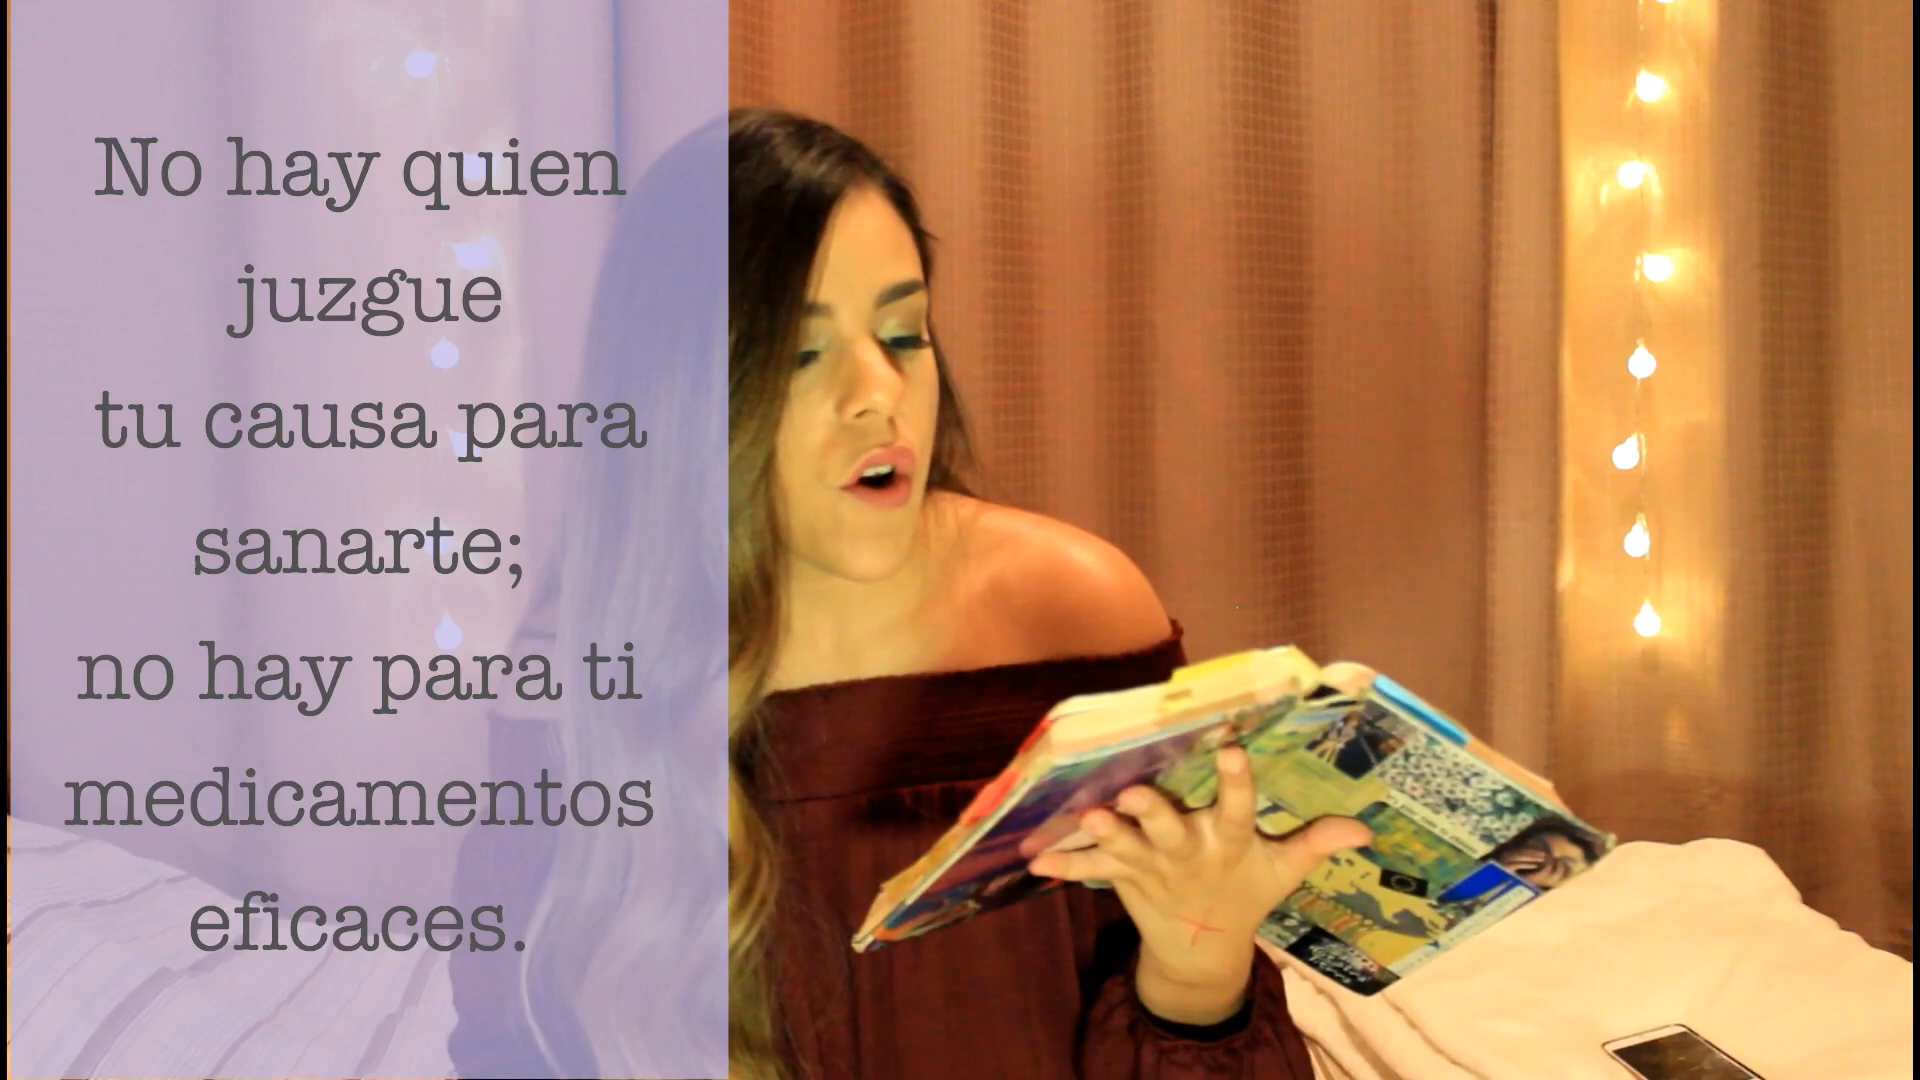 No hay quien
juzgue
tu causa para
sanarte;
no hay para ti
medicamentos
eficaces.